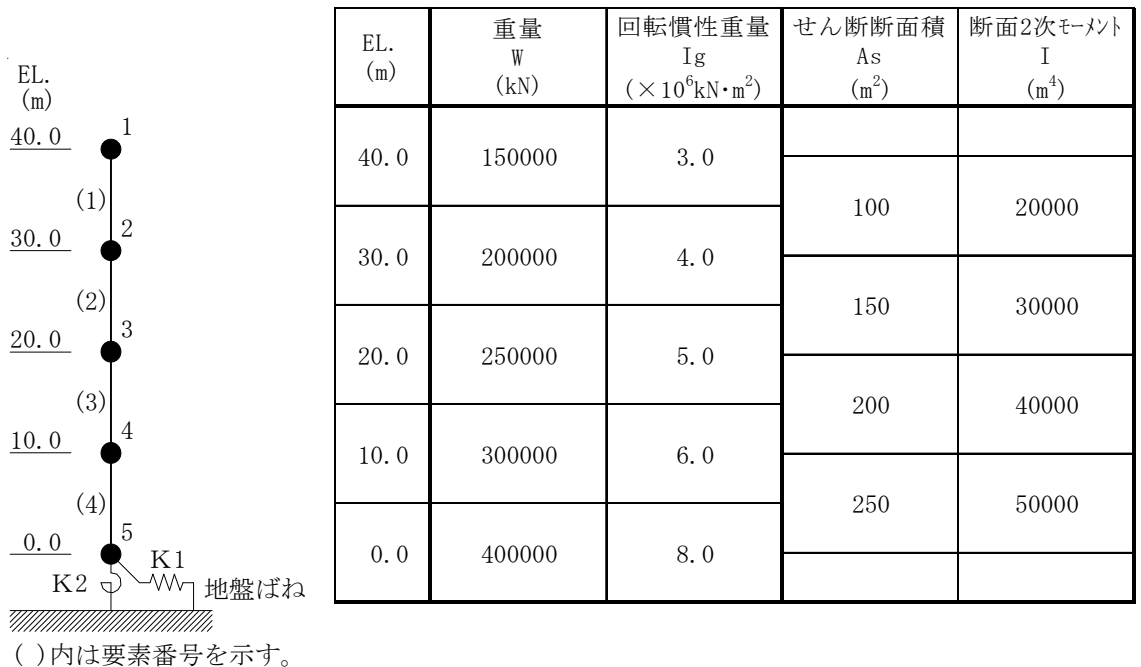 EL.
(m)
40.0
1
(1)
30.0
2
(2)
20.0
3
(3)
10.0
4
(4)
0.0
5
K1
K2
地盤ばね
( )内は要素番号を示す。
EL.
(m)
重量
W
(kN)
回転慣性重量
Ig
(×10⁶kN・m²)
せん断断面積
As
(m²)
断面2次モーメント
I
(m⁴)
40.0 150000 3.0
100 20000
30.0 200000 4.0
150 30000
20.0 250000 5.0
200 40000
10.0 300000 6.0
250 50000
0.0 400000 8.0